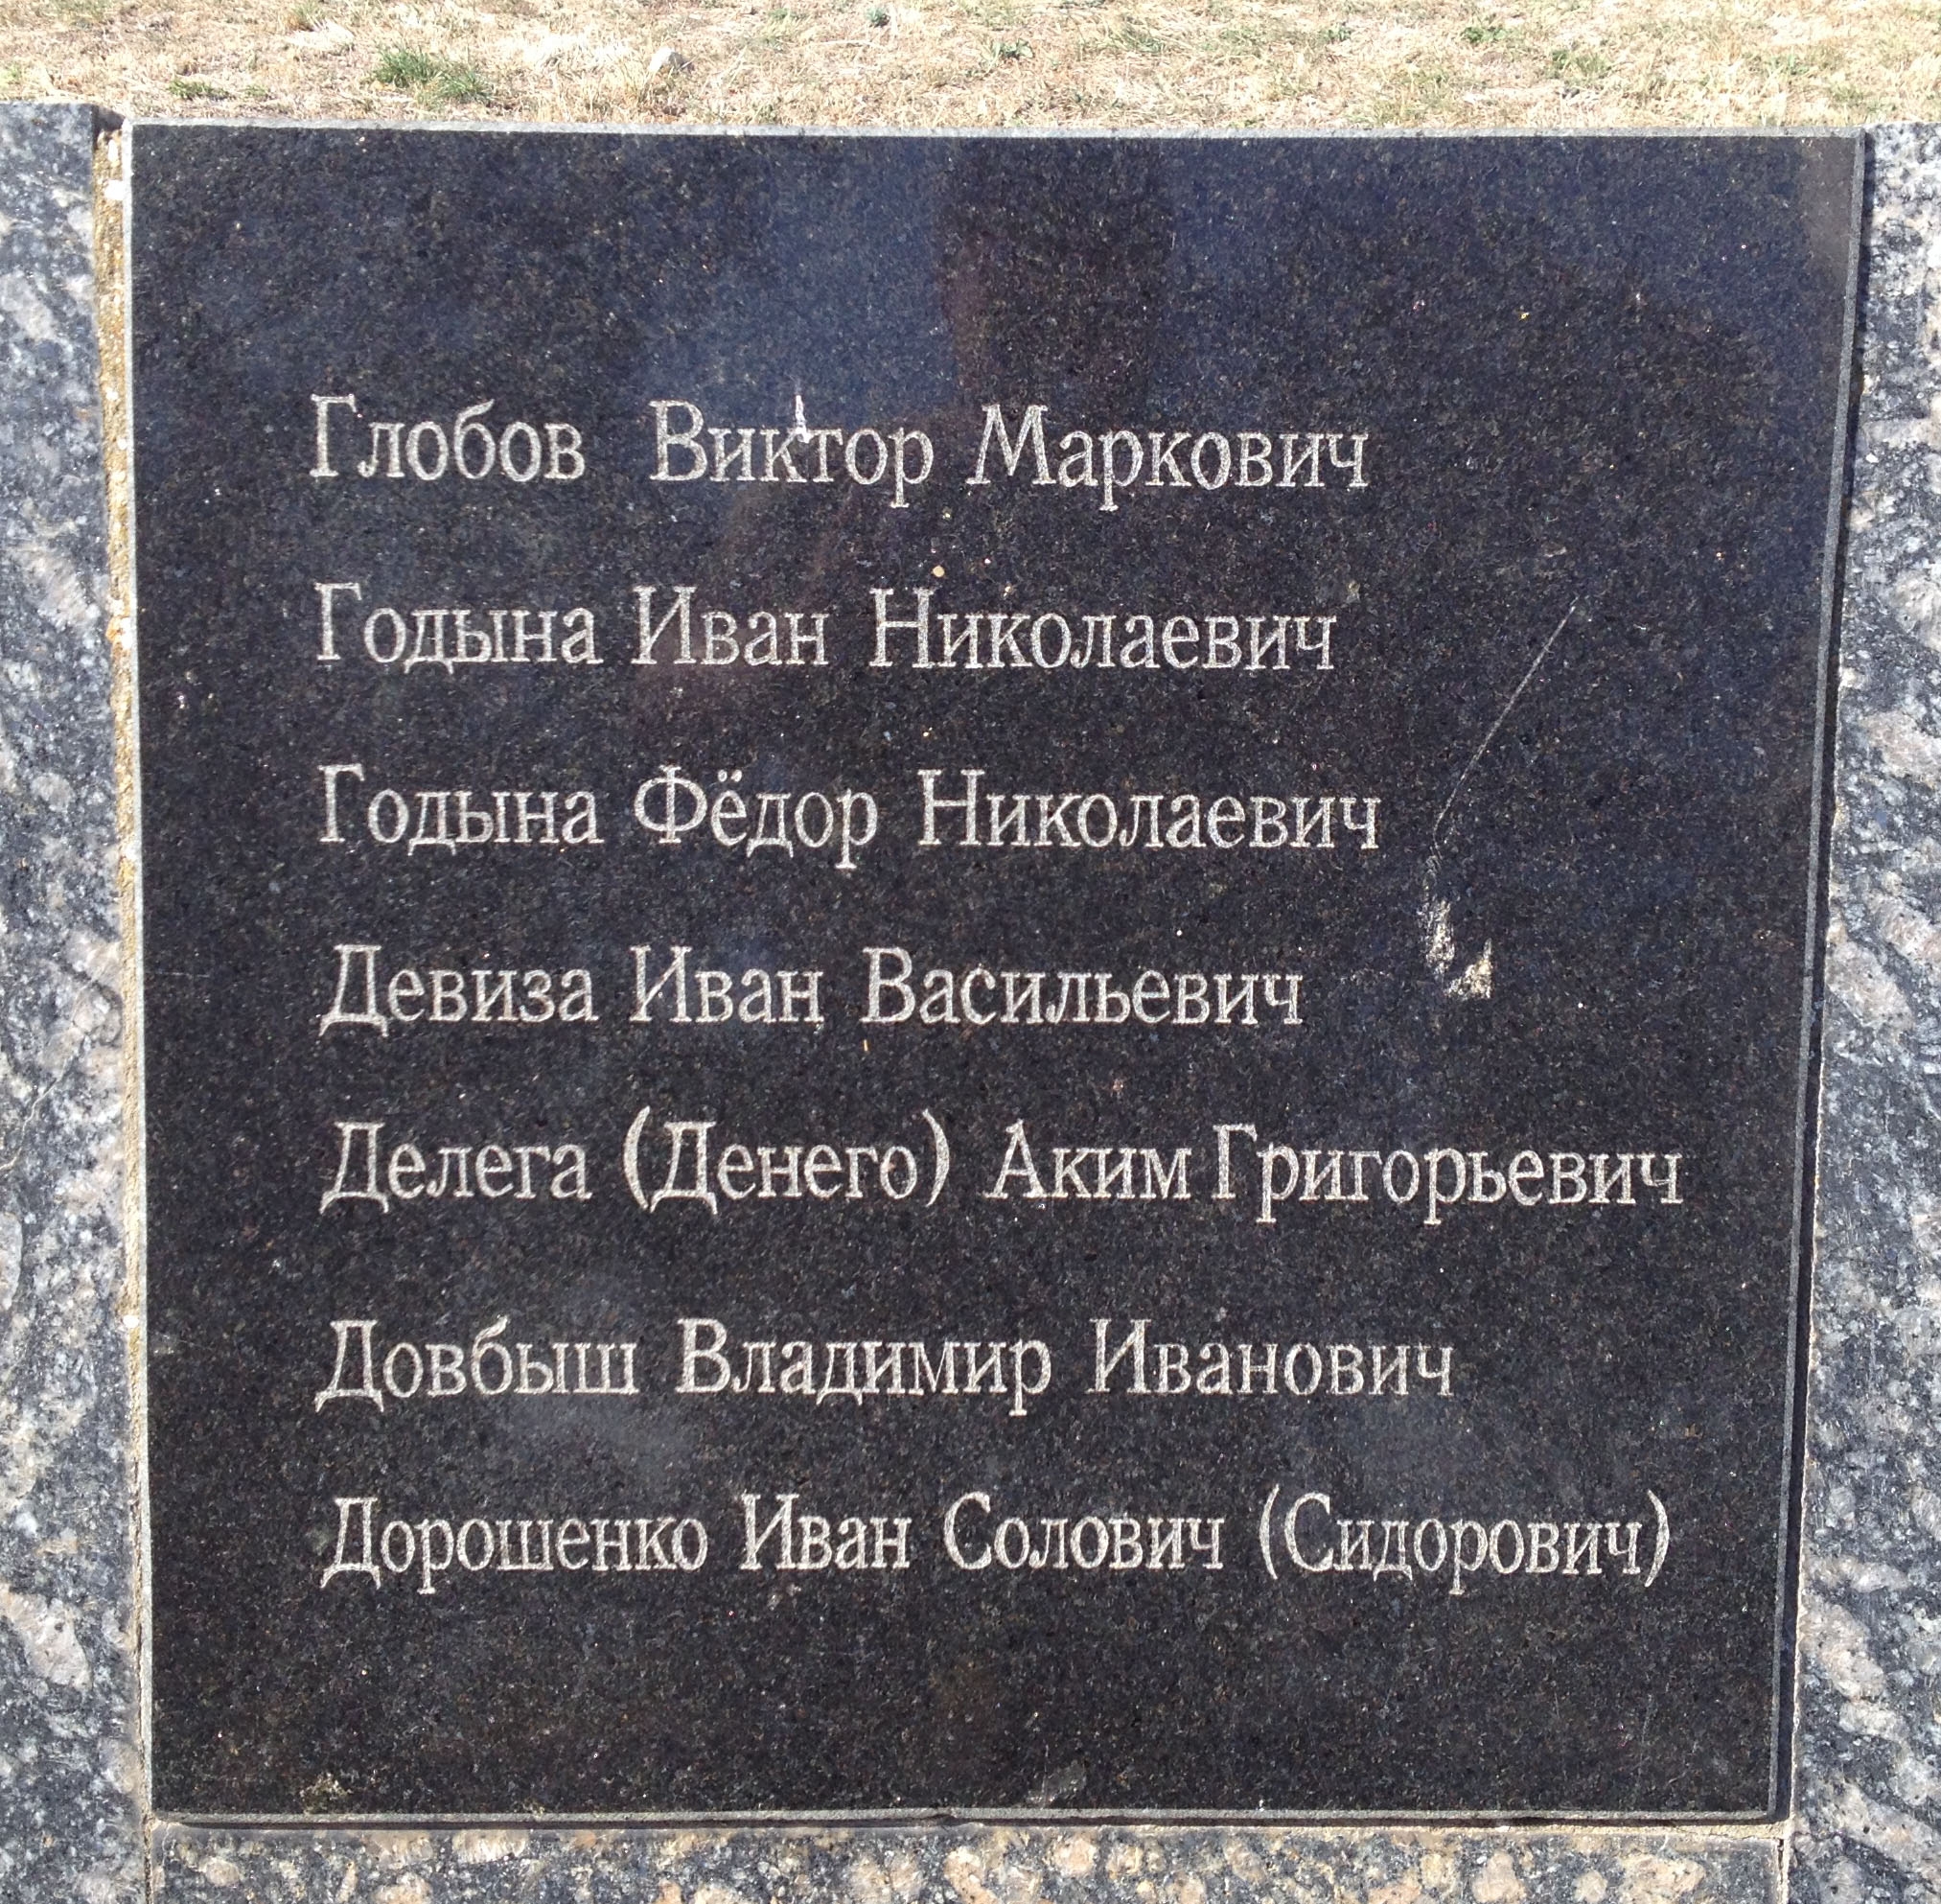 Глобов Виктор Маркович
Годына Иван Николаевич
Годына Фёдор Николаевич
Девиза Иван Васильевич
Делега (Денего) Аким Григорьевич
Довбыш Владимир Иванович
Дорошенко Иван Солович (Сидорович)